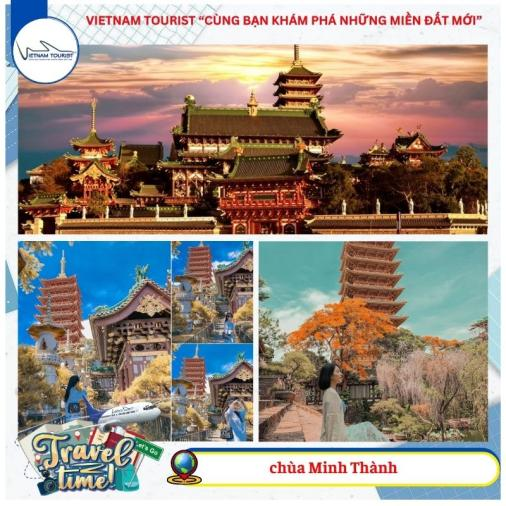 VIETNAM TOURIST “CÙNG BẠN KHÁM PHÁ NHỮNG MIỀN ĐẤT MỚI”
VIETNAM TOURIST
Travel
time!
Let's Go
chùa Minh Thành